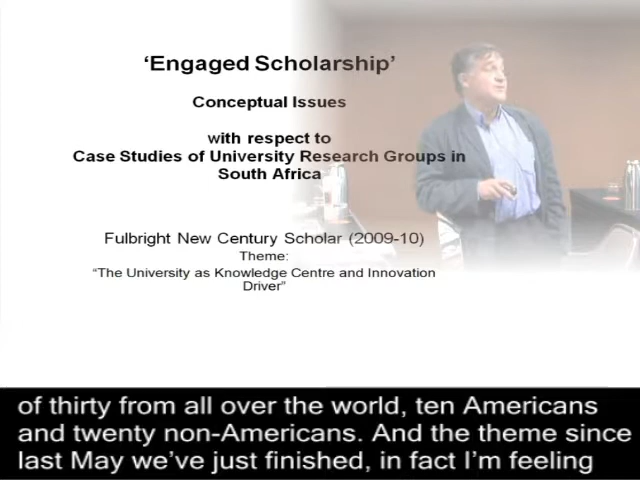 ‘Engaged Scholarship’
Conceptual Issues
with respect to
Case Studies of University Research Groups in
South Africa
Fulbright New Century Scholar (2009-10)
Theme:
“The University as Knowledge Centre and Innovation
Driver”
of thirty from all over the world, ten Americans
and twenty non-Americans. And the theme since
last May we’ve just finished, in fact I’m feeling